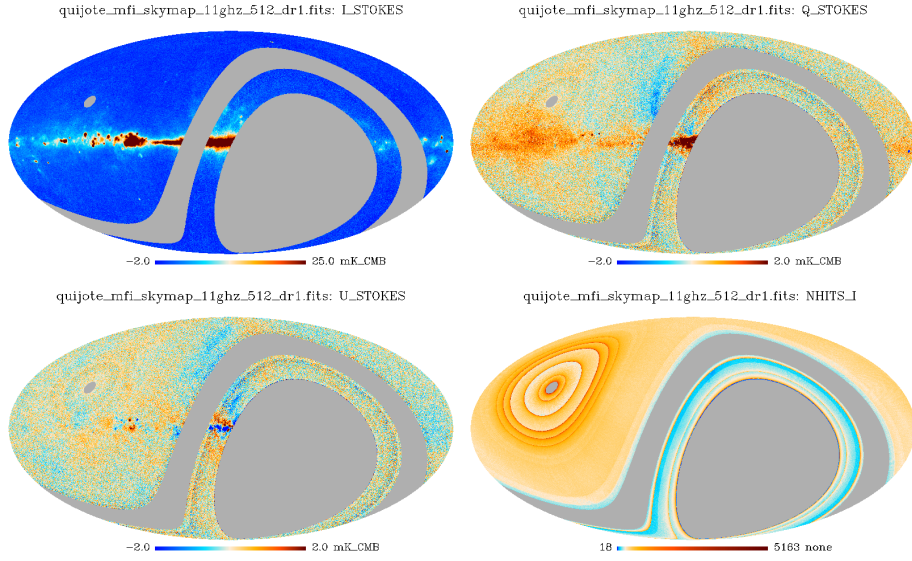 quijote_mfi_skymap_11ghz_512_dr1.fits: I_STOKES
quijote_mfi_skymap_11ghz_512_dr1.fits: Q_STOKES
-2.0 25.0 mK_CMB
-2.0 2.0 mK_CMB
quijote_mfi_skymap_11ghz_512_dr1.fits: U_STOKES
quijote_mfi_skymap_11ghz_512_dr1.fits: NHITS_I
-2.0 2.0 mK_CMB
18 5163 none